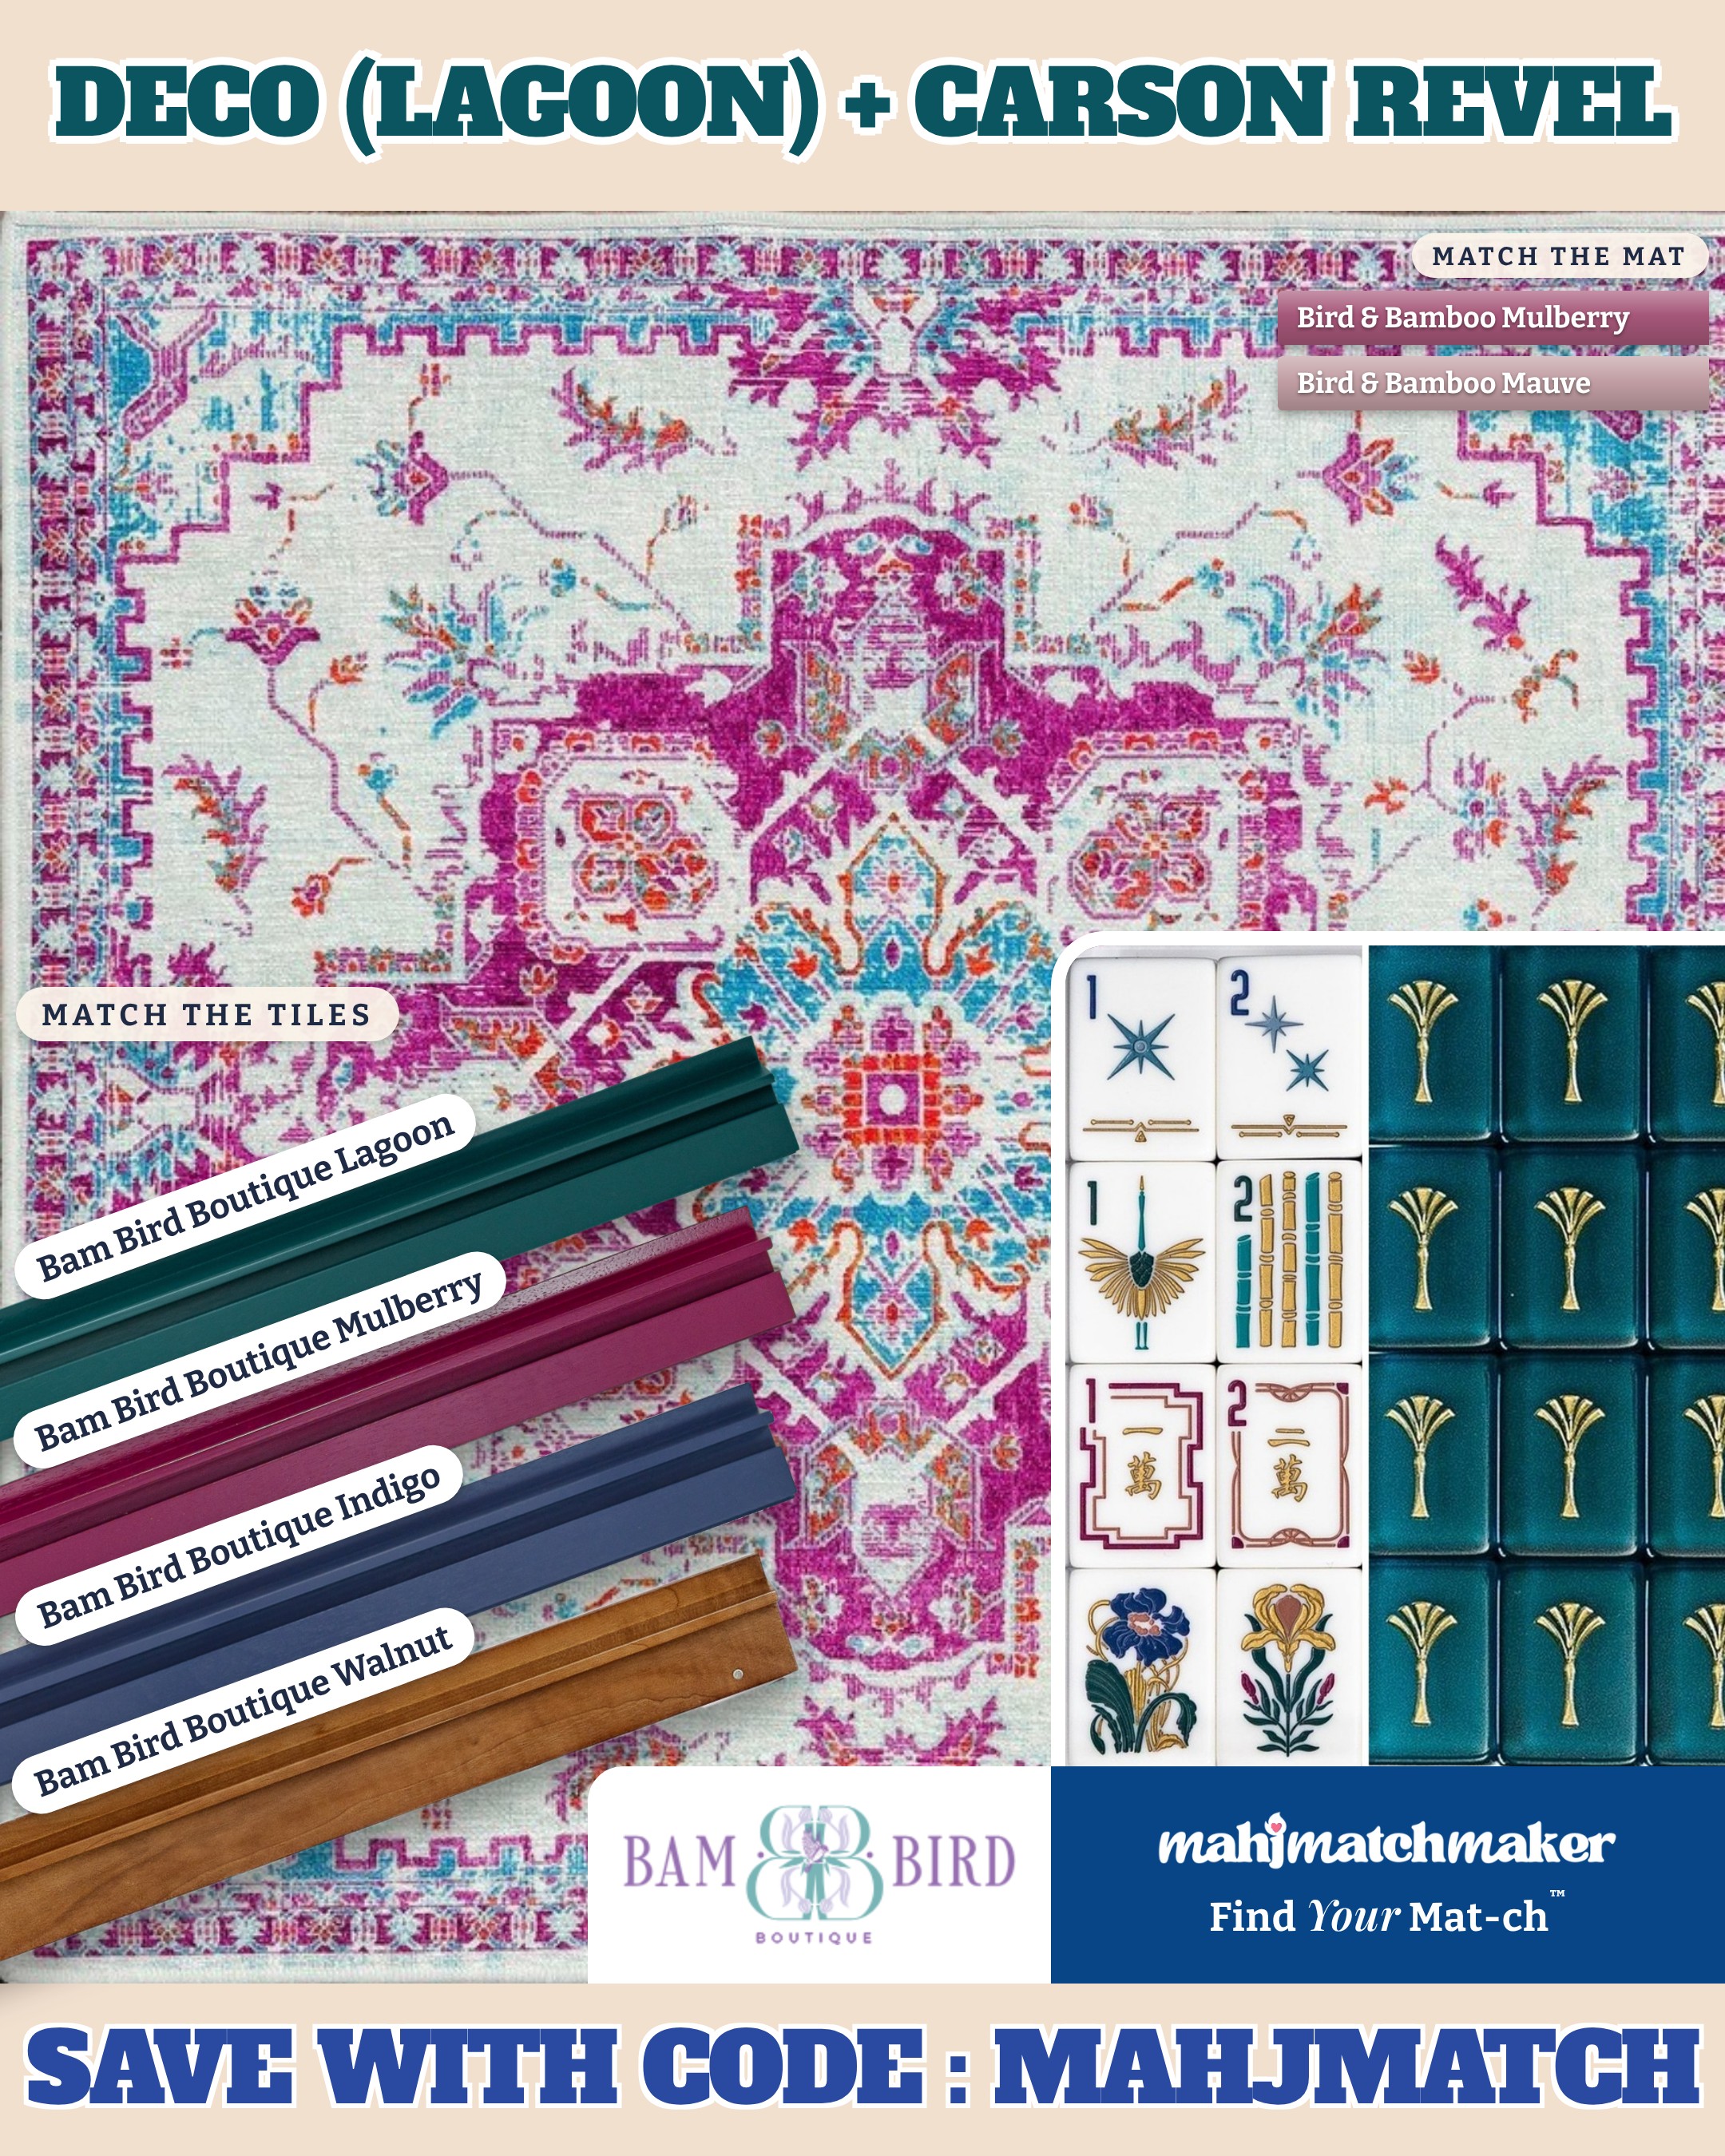 DECO (LAGOON) + CARSON REVEL
MATCH THE MAT
Bird & Bamboo Mulberry
Bird & Bamboo Mauve
MATCH THE TILES
Bam Bird Boutique Lagoon
Bam Bird Boutique Mulberry
Bam Bird Boutique Indigo
Bam Bird Boutique Walnut
1 2
1 2
1 2
一萬 二萬
BAM BIRD
BOUTIQUE
mahjmatchmaker
Find Your Mat-ch™
SAVE WITH CODE : MAHJMATCH